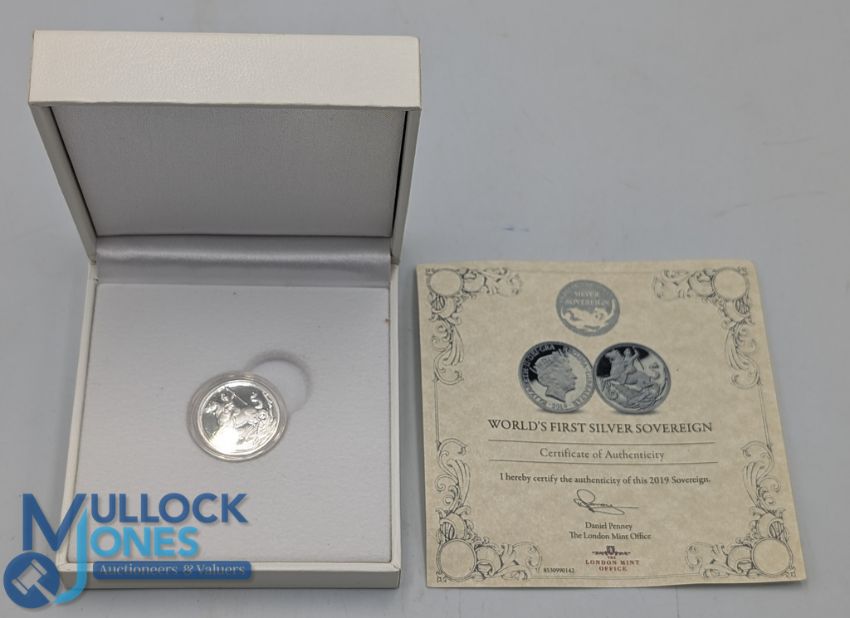 SILVER
SOVEREIGN
WORLD'S FIRST SILVER SOVEREIGN
Certificate of Authenticity
I hereby certify the authenticity of this 2019 Sovereign.
Daniel Penney
The London Mint Office
THE
LONDON MINT
OFFICE
8530990142
MULLOCK
JONES
Auctioneers & Valuers